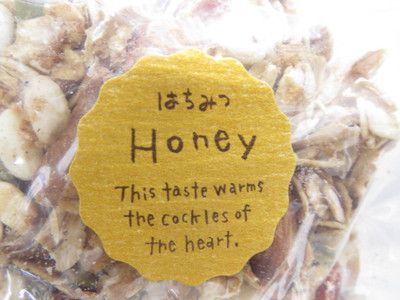 はちみつ
Honey
This taste warms
the cockles of
the heart.